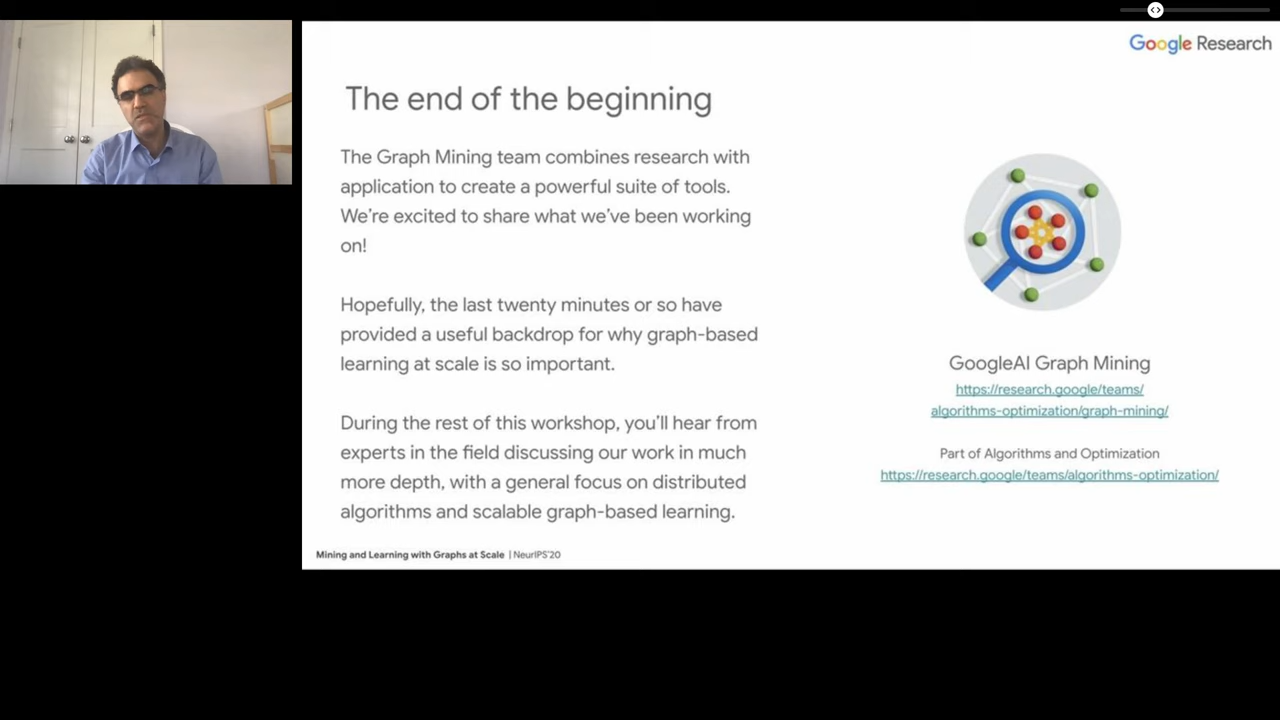 Google Research
The end of the beginning
The Graph Mining team combines research with
application to create a powerful suite of tools.
We're excited to share what we've been working
on!
Hopefully, the last twenty minutes or so have
provided a useful backdrop for why graph-based
learning at scale is so important.
During the rest of this workshop, you'll hear from
experts in the field discussing our work in much
more depth, with a general focus on distributed
algorithms and scalable graph-based learning.
GoogleAI Graph Mining
https://research.google/teams/
algorithms-optimization/graph-mining/
Part of Algorithms and Optimization
https://research.google/teams/algorithms-optimization/
Mining and Learning with Graphs at Scale | NeurIPS'20